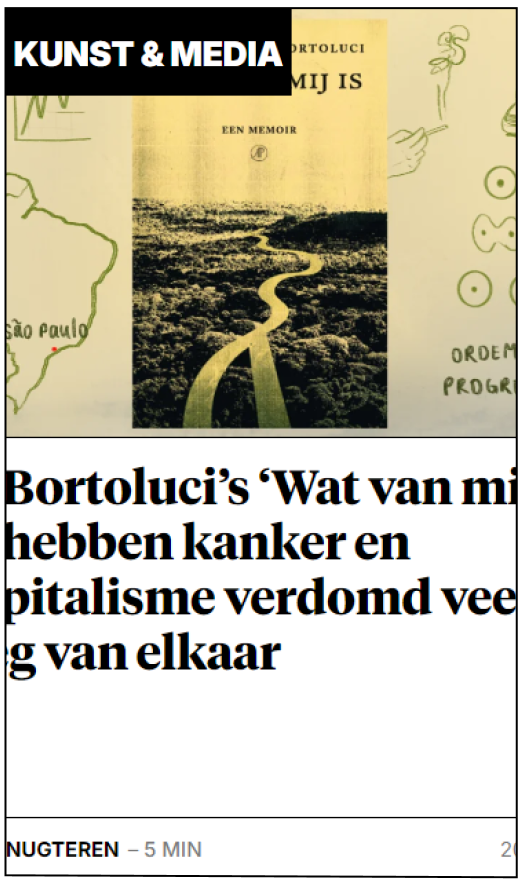 KUNST & MEDIA
ORTOLUCI
MIJ IS
EEN MEMOIR
são Paulo
ORDEM
PROGR
Bortoluci’s ‘Wat van mi
hebben kanker en
pitalisme verdomd vee
g van elkaar
NUGTEREN – 5 MIN
20